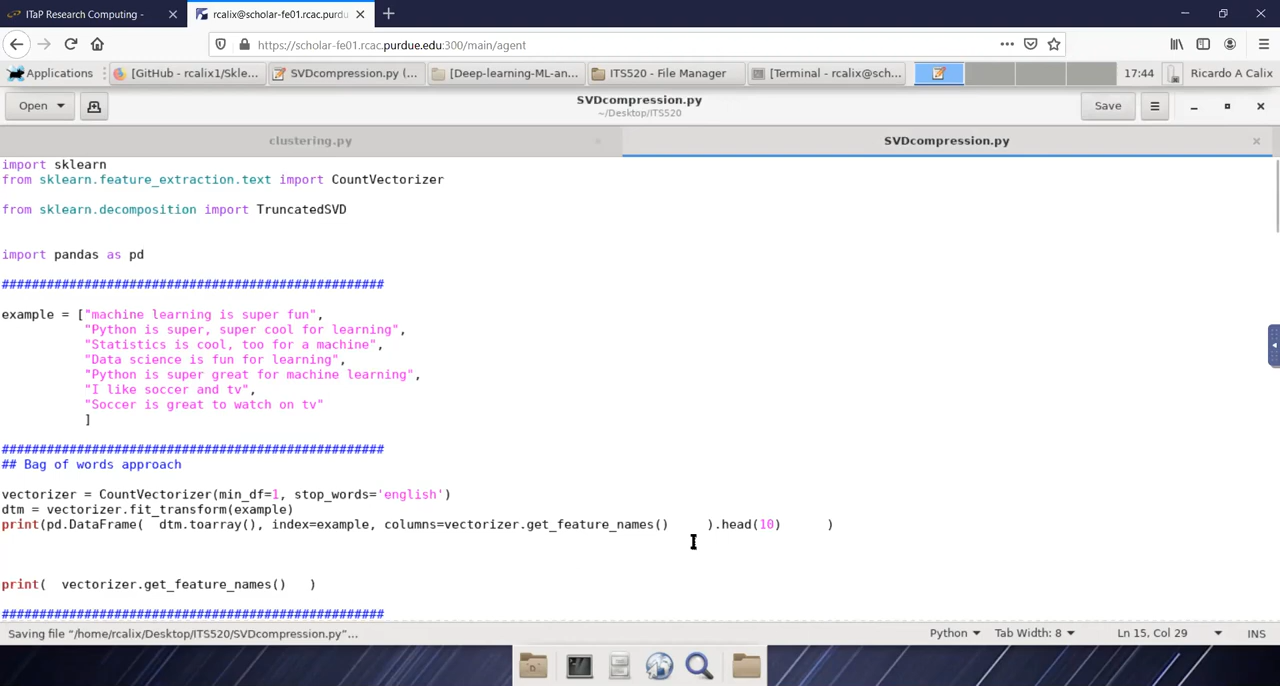 ITaP Research Computing -
rcalix@scholar-fe01.rcac.purdu
https://scholar-fe01.rcac.purdue.edu:300/main/agent
Applications
[GitHub - rcalix1/Skle...
SVDcompression.py (...
[Deep-learning-ML-an...
ITS520 - File Manager
[Terminal - rcalix@sch...
17:44
Ricardo A Calix
Open
SVDcompression.py
~/Desktop/ITS520
Save
clustering.py
SVDcompression.py
import sklearn
from sklearn.feature_extraction.text import CountVectorizer
from sklearn.decomposition import TruncatedSVD
import pandas as pd
###################################################
example = ["machine learning is super fun",
"Python is super, super cool for learning",
"Statistics is cool, too for a machine",
"Data science is fun for learning",
"Python is super great for machine learning",
"I like soccer and tv",
"Soccer is great to watch on tv"
]
###################################################
## Bag of words approach
vectorizer = CountVectorizer(min_df=1, stop_words='english')
dtm = vectorizer.fit_transform(example)
print(pd.DataFrame(  dtm.toarray(), index=example, columns=vectorizer.get_feature_names()     ).head(10)      )
print(  vectorizer.get_feature_names()   )
###################################################
Saving file "/home/rcalix/Desktop/ITS520/SVDcompression.py"...
Python
Tab Width: 8
Ln 15, Col 29
INS